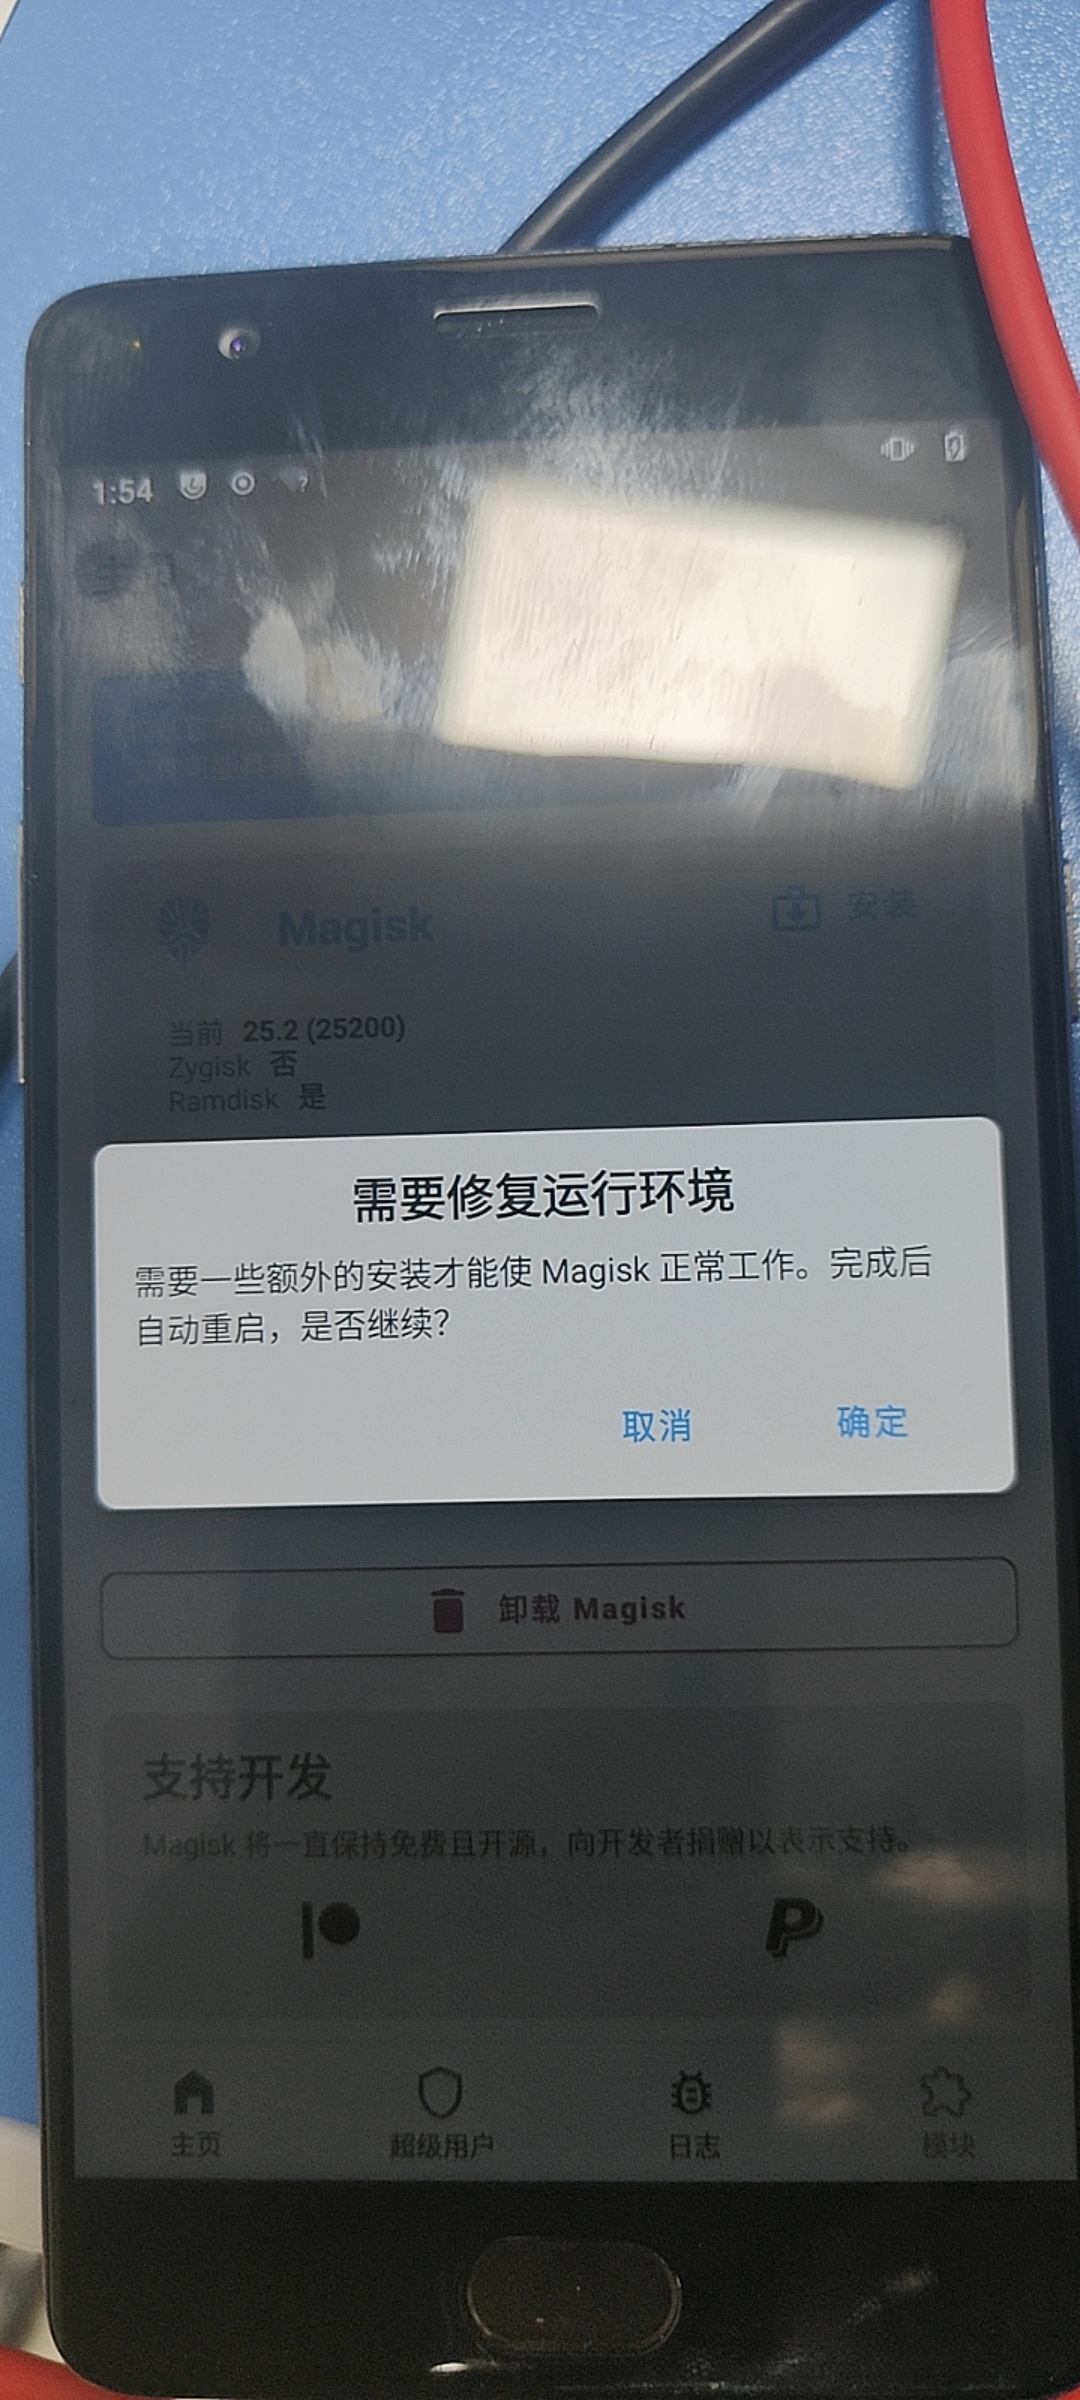 1:54
Magisk
安装
当前 25.2 (25200)
Zygisk 否
Ramdisk 是
需要修复运行环境
需要一些额外的安装才能使 Magisk 正常工作。完成后
自动重启，是否继续？
取消 确定
卸载 Magisk
支持开发
Magisk 将一直保持免费且开源，向开发者捐赠以表示支持。
主页 超级用户 日志 模块